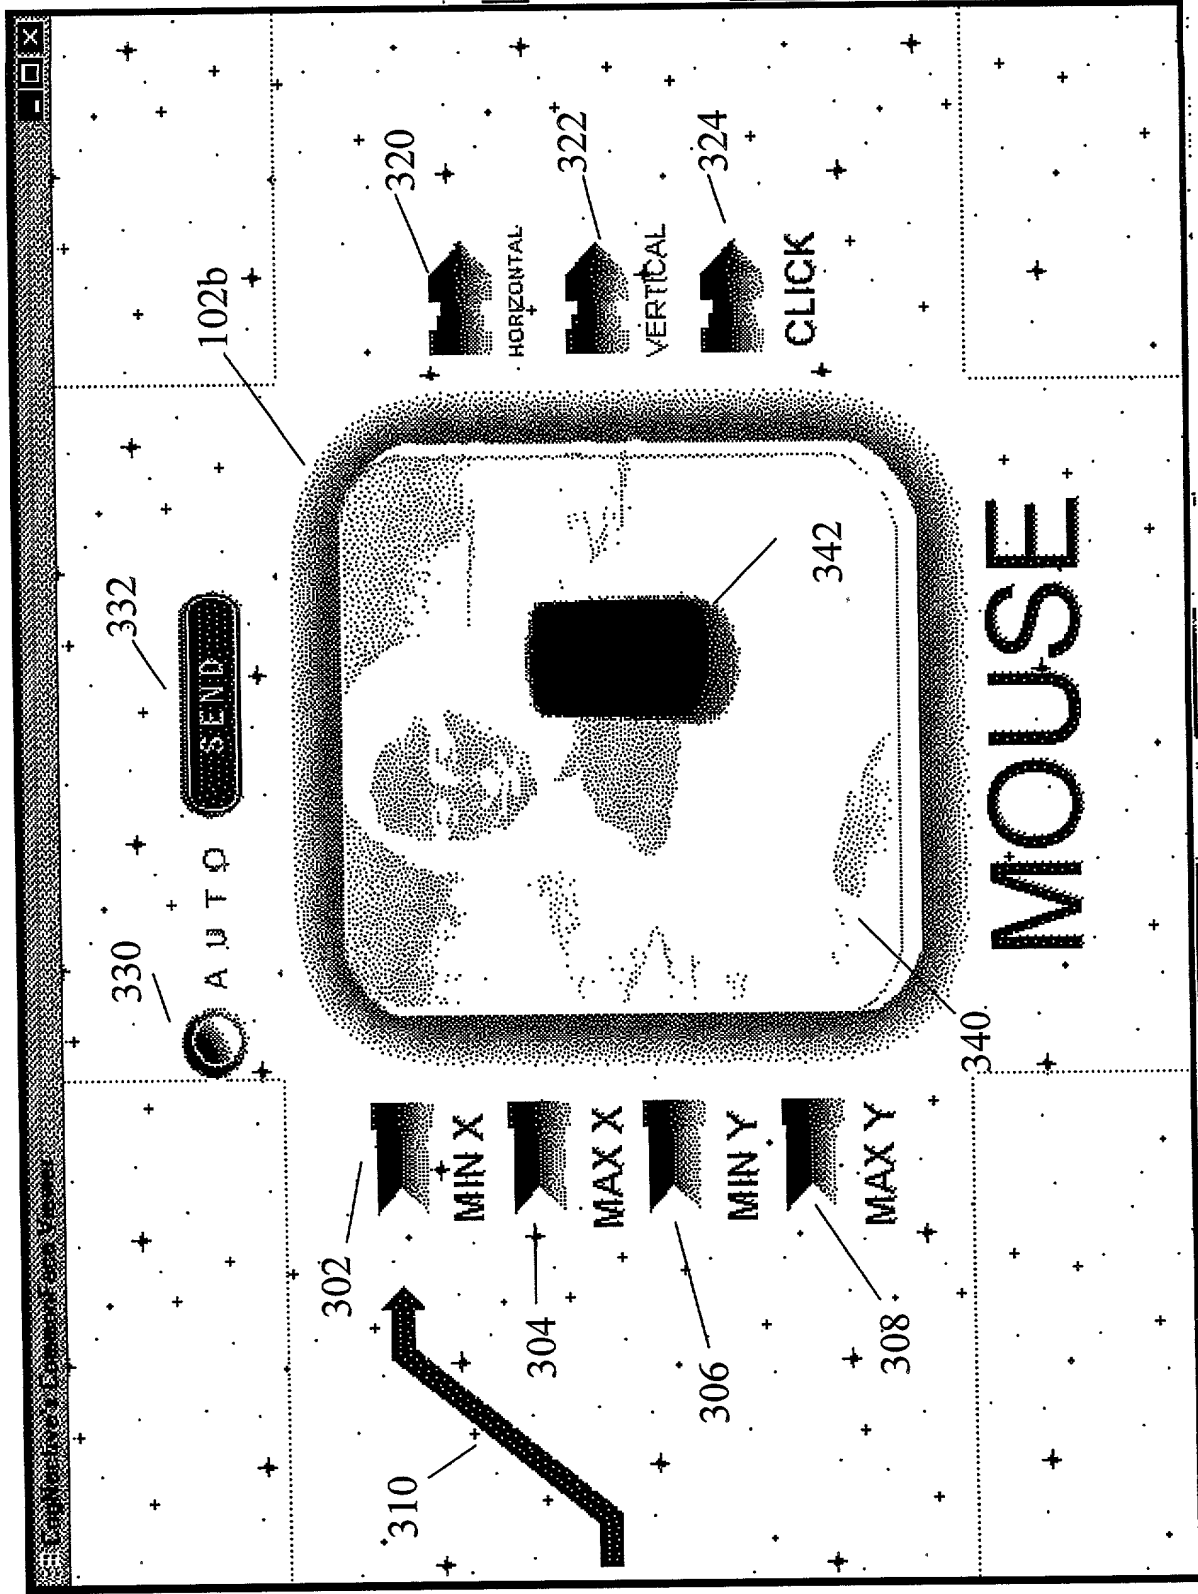 330
332
102b
AUTO
SEND
302
MIN X
304
MAX X
306
MIN Y
308
MAX Y
310
320
HORIZONTAL
322
VERTICAL
324
CLICK
342
340
MOUSE